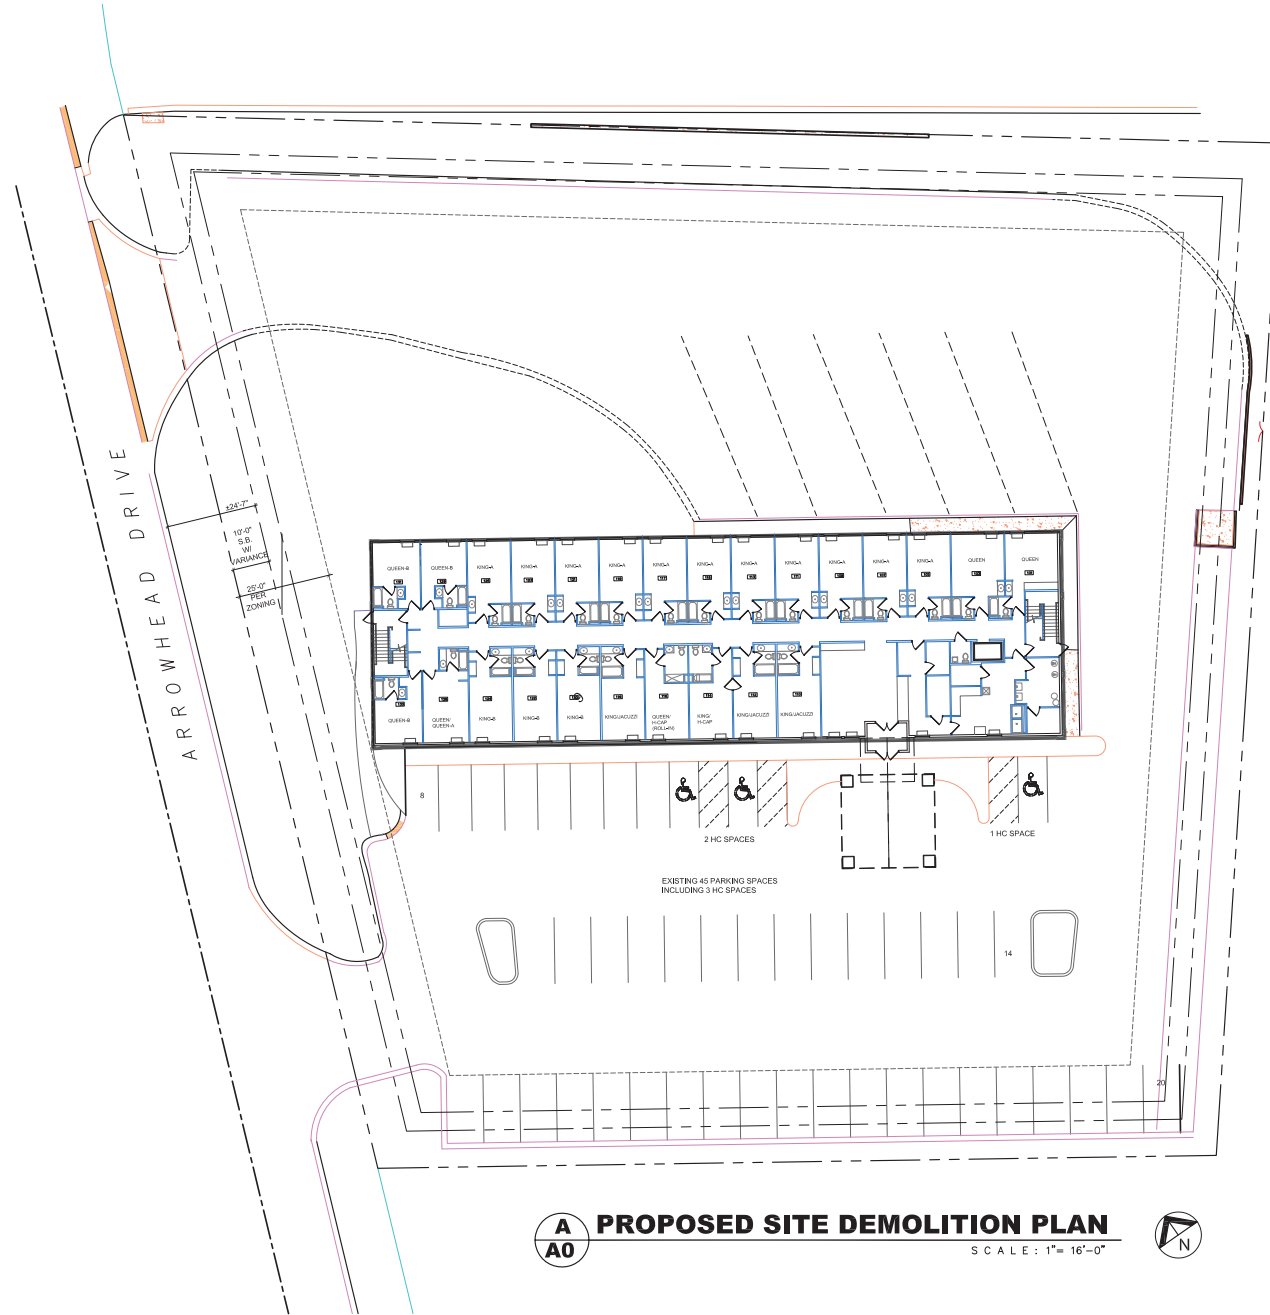 ARROWHEAD DRIVE
±24'-7"
10'-0"
S.B.
W/
VARIANCE
25'-0"
PER
ZONING
QUEEN-B
QUEEN-B
KING-A
KING-A
KING-A
KING-A
KING-A
KING-A
KING-A
KING-A
KING-A
KING-A
KING-A
QUEEN
QUEEN
QUEEN-B
QUEEN/
QUEEN-A
KING-B
KING-B
KING-B
KING/JACUZZI
QUEEN/
H-CAP
(ROLL-IN)
KING/
H-CAP
KING/JACUZZI
KING/JACUZZI
8
2 HC SPACES
1 HC SPACE
EXISTING 45 PARKING SPACES
INCLUDING 3 HC SPACES
14
20
A
A0
PROPOSED SITE DEMOLITION PLAN
SCALE: 1"= 16'-0"
N